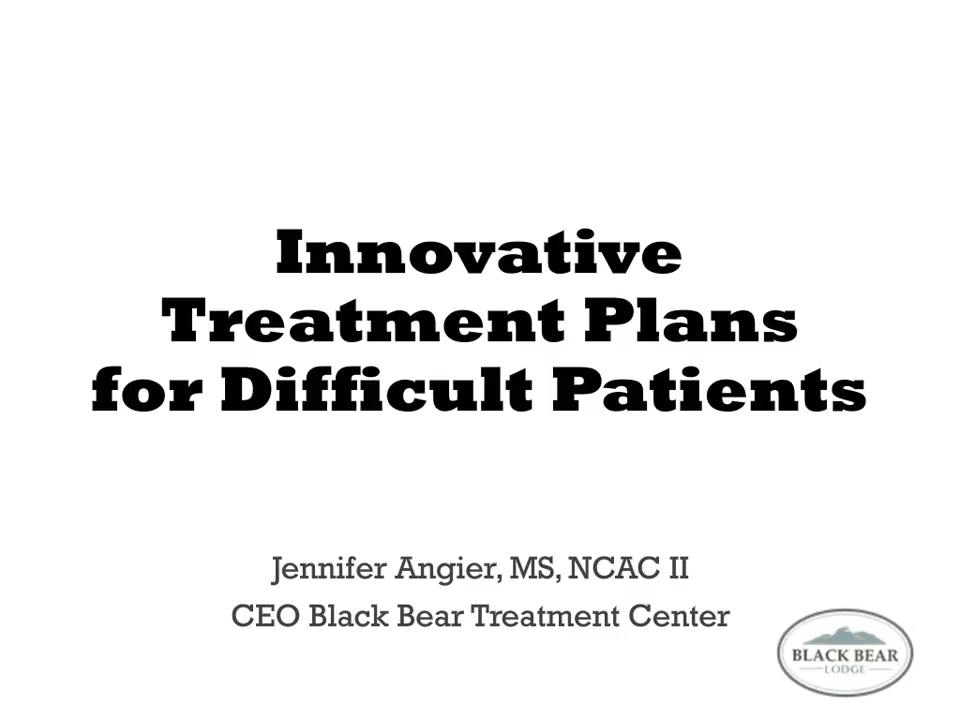 Innovative
Treatment Plans
for Difficult Patients
Jennifer Angier, MS, NCAC II
CEO Black Bear Treatment Center
BLACK BEAR
LODGE